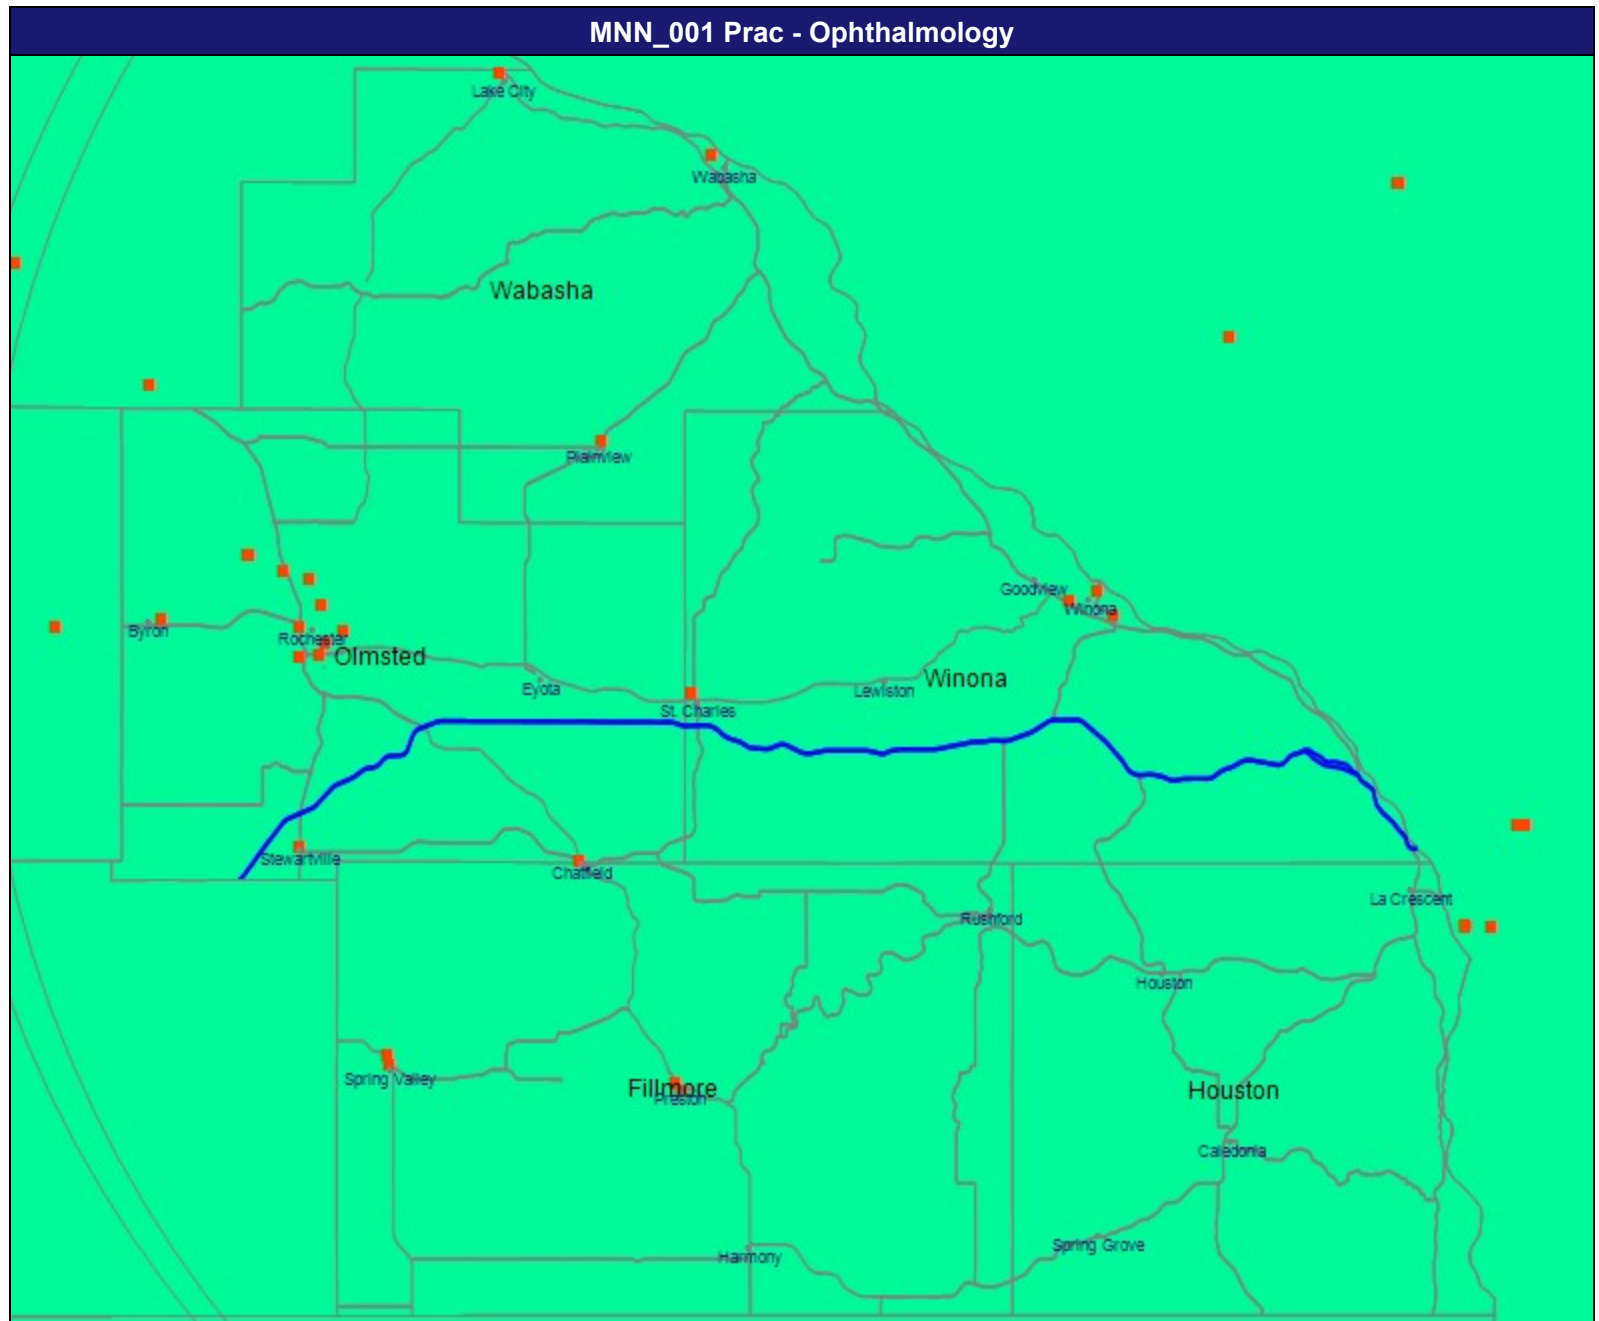 MNN_001 Prac - Ophthalmology
Lake City
Wabasha
Wabasha
Plainview
Goodview
Winona
Byron
Rochester
Olmsted
Eyota
Lewiston
Winona
St. Charles
Stewartville
Chatfield
La Crescent
Rushford
Houston
Spring Valley
Fillmore
Preston
Houston
Caledonia
Spring Grove
Harmony